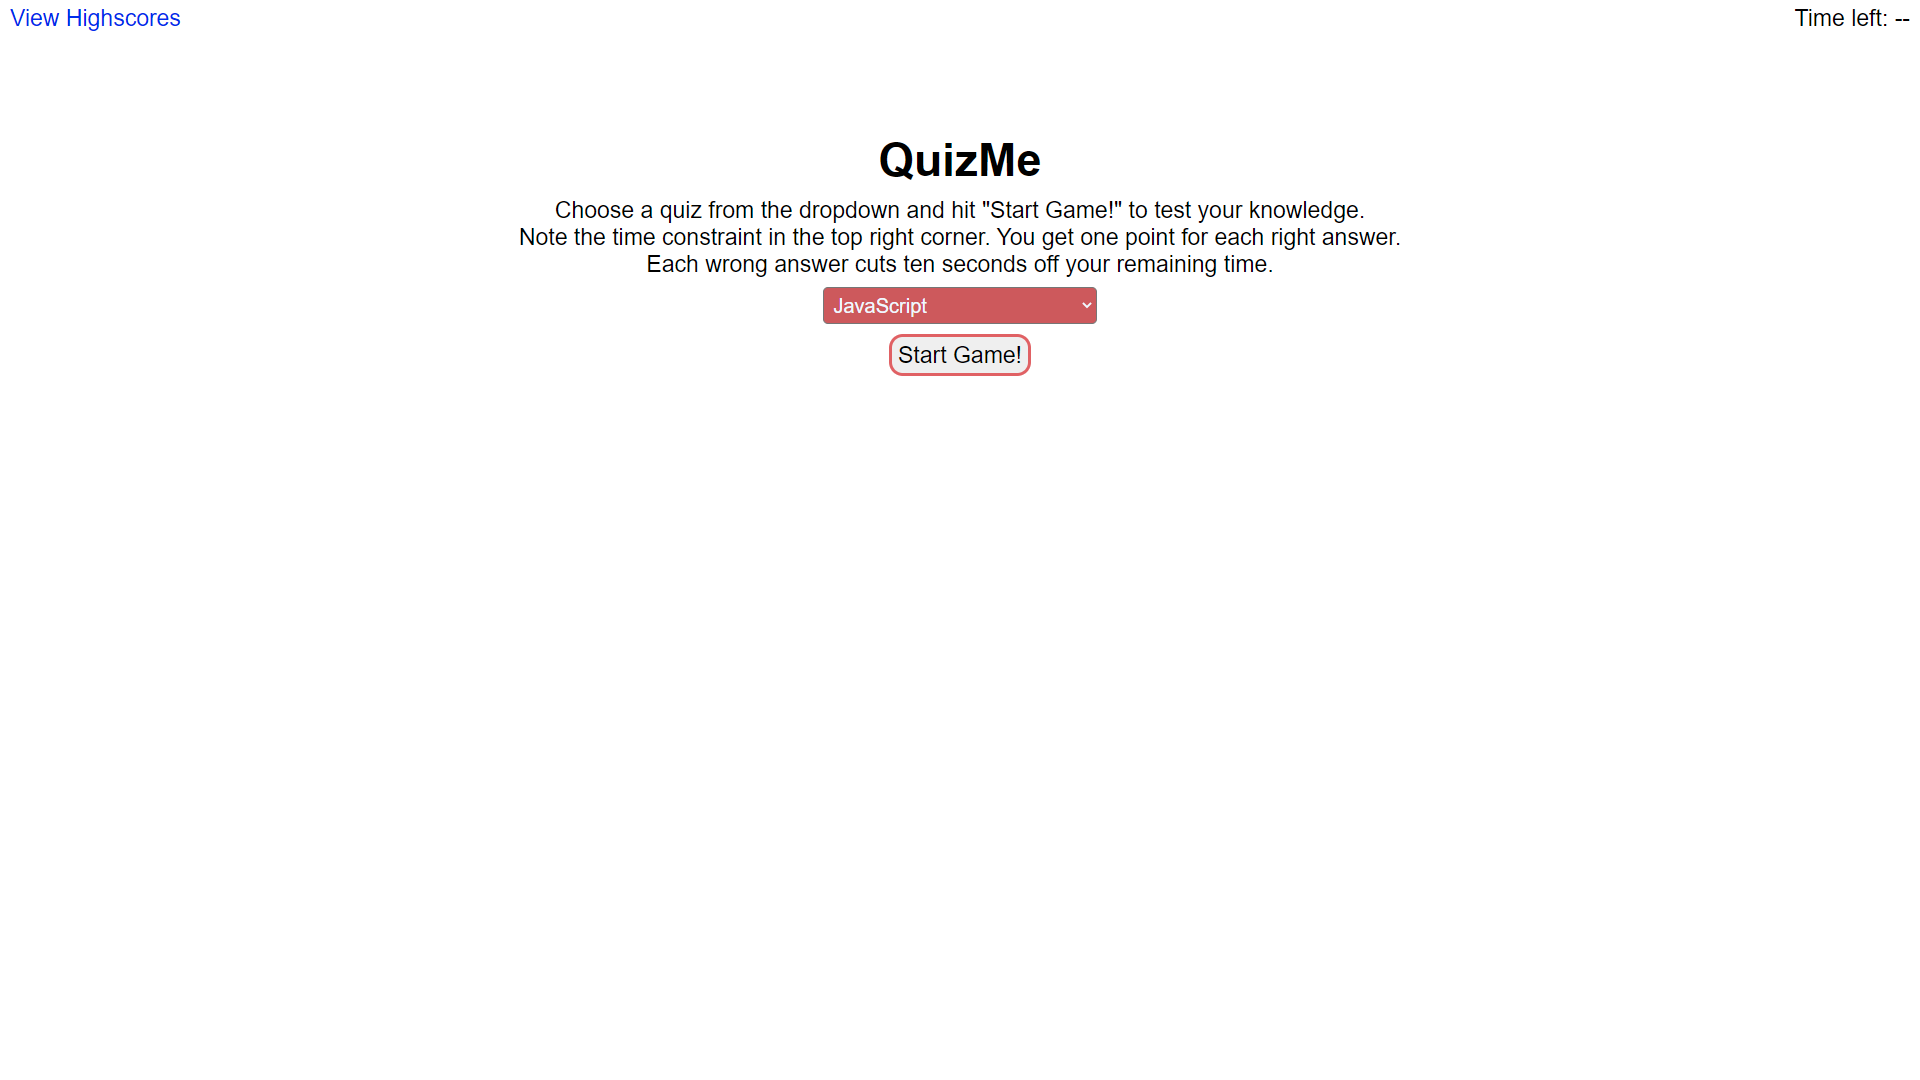 View Highscores
Time left: --
QuizMe
Choose a quiz from the dropdown and hit "Start Game!" to test your knowledge.
Note the time constraint in the top right corner. You get one point for each right answer.
Each wrong answer cuts ten seconds off your remaining time.
JavaScript
Start Game!